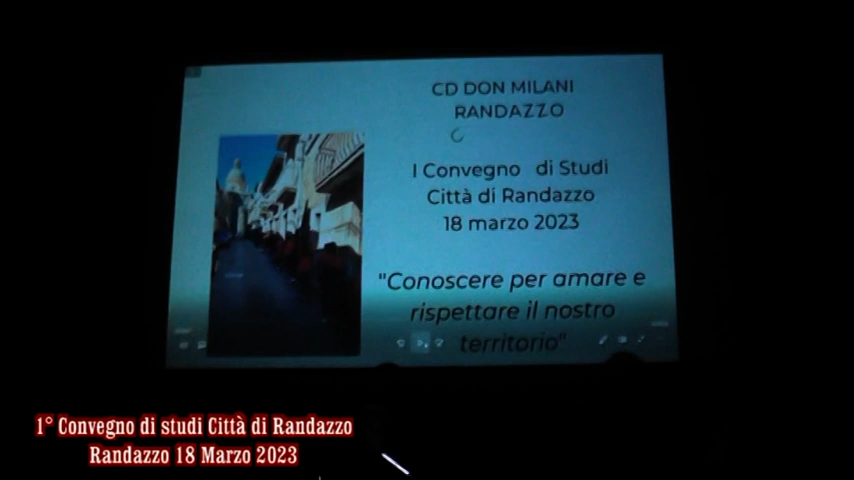 CD DON MILANI
RANDAZZO
I Convegno di Studi
Città di Randazzo
18 marzo 2023
"Conoscere per amare e
rispettare il nostro
territorio"
1° Convegno di studi Città di Randazzo
Randazzo 18 Marzo 2023